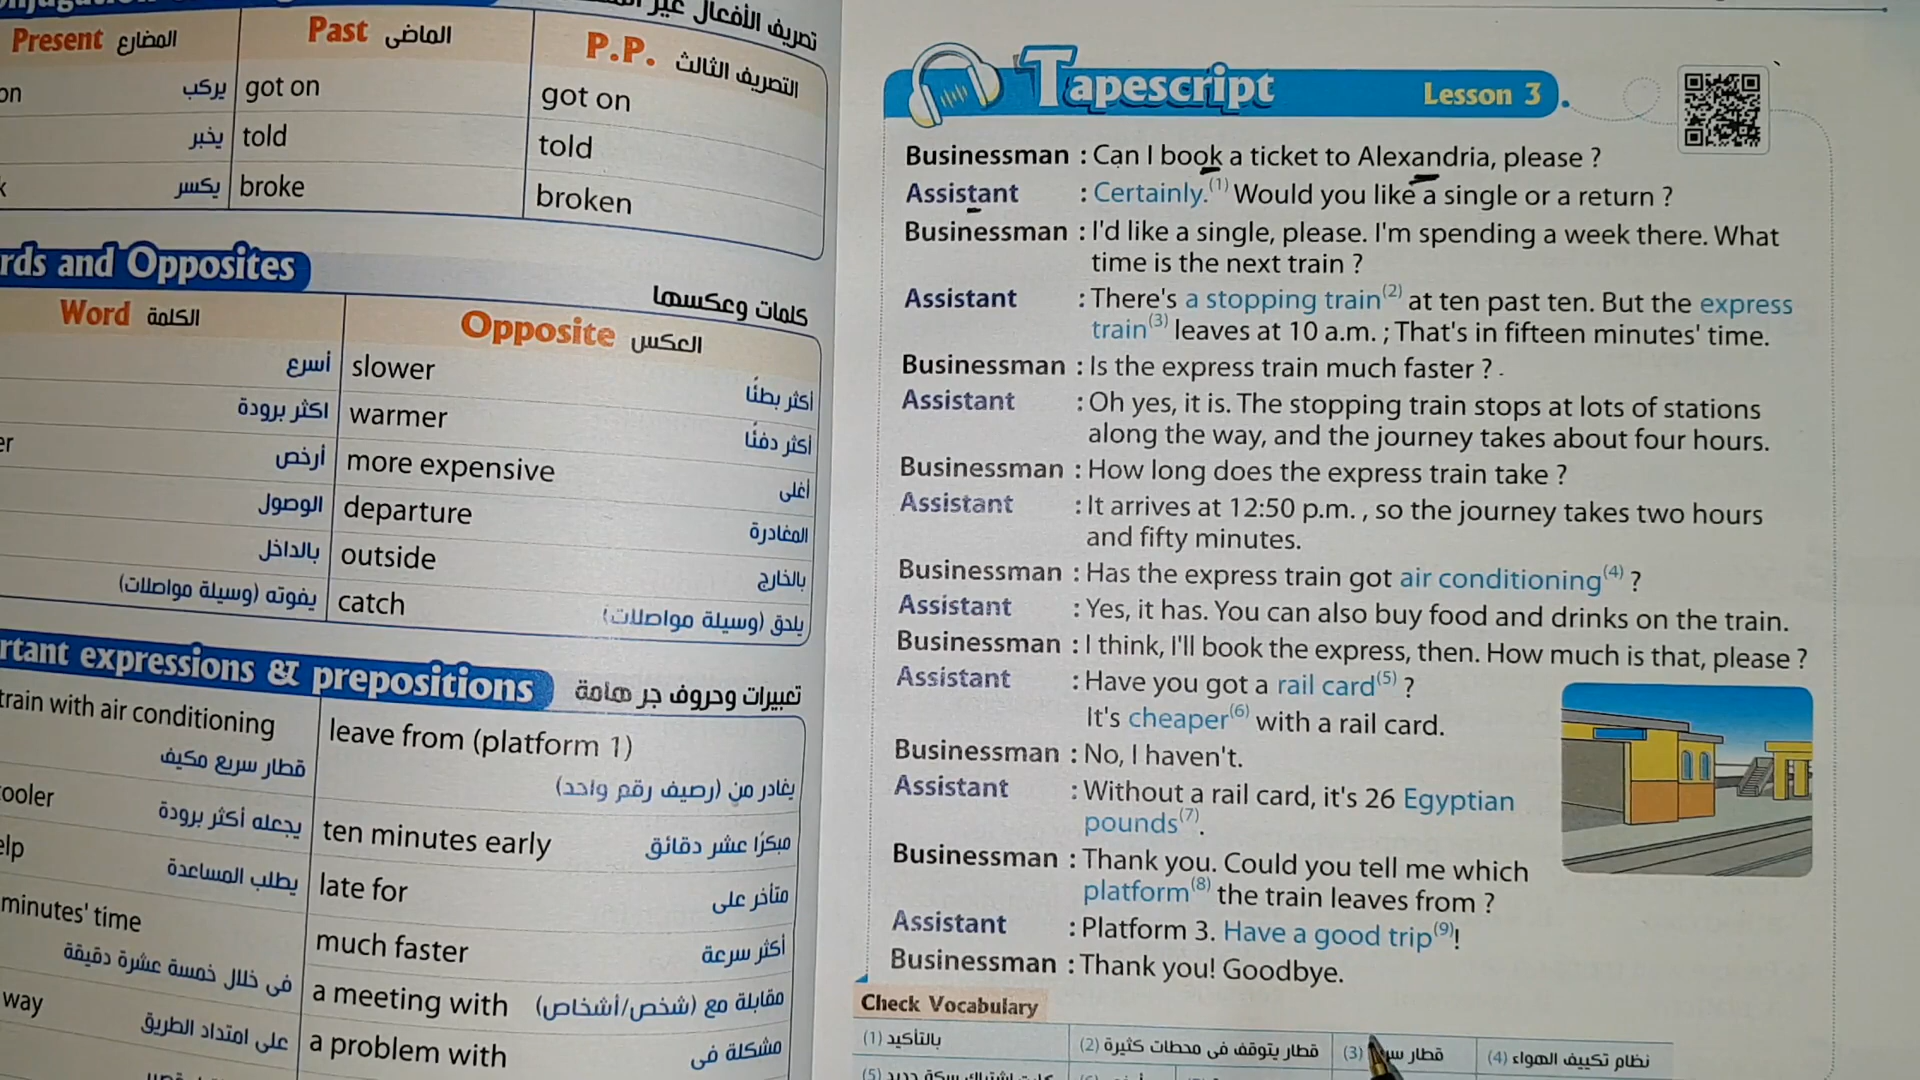 تصريف الأفعال غير
Present المضارع
Past الماضى
P.P. التصريف الثالث
on يركب
got on
got on
يخبر
told
told
k يكسر
broke
broken
rds and Opposites
كلمات وعكسها
Word الكلمة
Opposite العكس
أسرع
slower أكثر بطئًا
اكثر برودة
warmer أكثر دفئًا
er أرخص
more expensive أغلى
الوصول
departure المغادرة
بالداخل
outside بالخارج
يفوته (وسيلة مواصلات)
catch يلحق (وسيلة مواصلات)
rtant expressions & prepositions تعبيرات وحروف جر هامة
train with air conditioning
قطار سريع مكيف
leave from (platform 1)
يغادر من (رصيف رقم واحد)
ooler يجعله أكثر برودة
ten minutes early مبكرًا عشر دقائق
elp يطلب المساعدة
late for متأخر على
minutes' time
فى خلال خمسة عشرة دقيقة
much faster أكثر سرعة
way على امتداد الطريق
a meeting with مقابلة مع (شخص/أشخاص)
a problem with مشكلة فى
Tapescript Lesson 3
Businessman : Can I book a ticket to Alexandria, please ?
Assistant : Certainly.(1) Would you like a single or a return ?
Businessman : I'd like a single, please. I'm spending a week there. What
time is the next train ?
Assistant : There's a stopping train(2) at ten past ten. But the express
train(3) leaves at 10 a.m. ; That's in fifteen minutes' time.
Businessman : Is the express train much faster ?
Assistant : Oh yes, it is. The stopping train stops at lots of stations
along the way, and the journey takes about four hours.
Businessman : How long does the express train take ?
Assistant : It arrives at 12:50 p.m. , so the journey takes two hours
and fifty minutes.
Businessman : Has the express train got air conditioning(4) ?
Assistant : Yes, it has. You can also buy food and drinks on the train.
Businessman : I think, I'll book the express, then. How much is that, please ?
Assistant : Have you got a rail card(5) ?
It's cheaper(6) with a rail card.
Businessman : No, I haven't.
Assistant : Without a rail card, it's 26 Egyptian
pounds(7).
Businessman : Thank you. Could you tell me which
platform(8) the train leaves from ?
Assistant : Platform 3. Have a good trip(9)!
Businessman : Thank you! Goodbye.
Check Vocabulary
(1) بالتأكيد
(2) قطار يتوقف فى محطات كثيرة
(3) قطار
(4) نظام تكييف الهواء
(5)